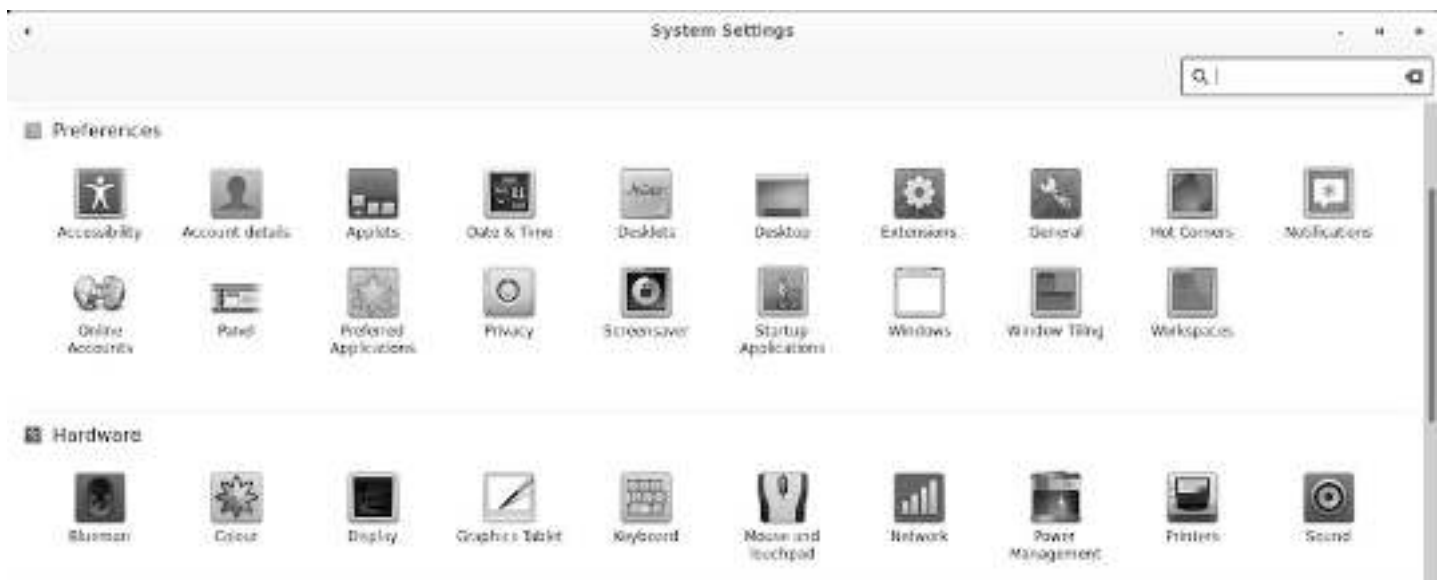 System Settings
Preferences
Accessibility
Account details
Applets
Date & Time
Desklets
Desktop
Extensions
General
Hot Corners
Notifications
Online
Accounts
Panel
Preferred
Applications
Privacy
Screensaver
Startup
Applications
Windows
Window Tiling
Workspaces
Hardware
Blueman
Colour
Display
Graphics Tablet
Keyboard
Mouse and
Touchpad
Network
Power
Management
Printers
Sound